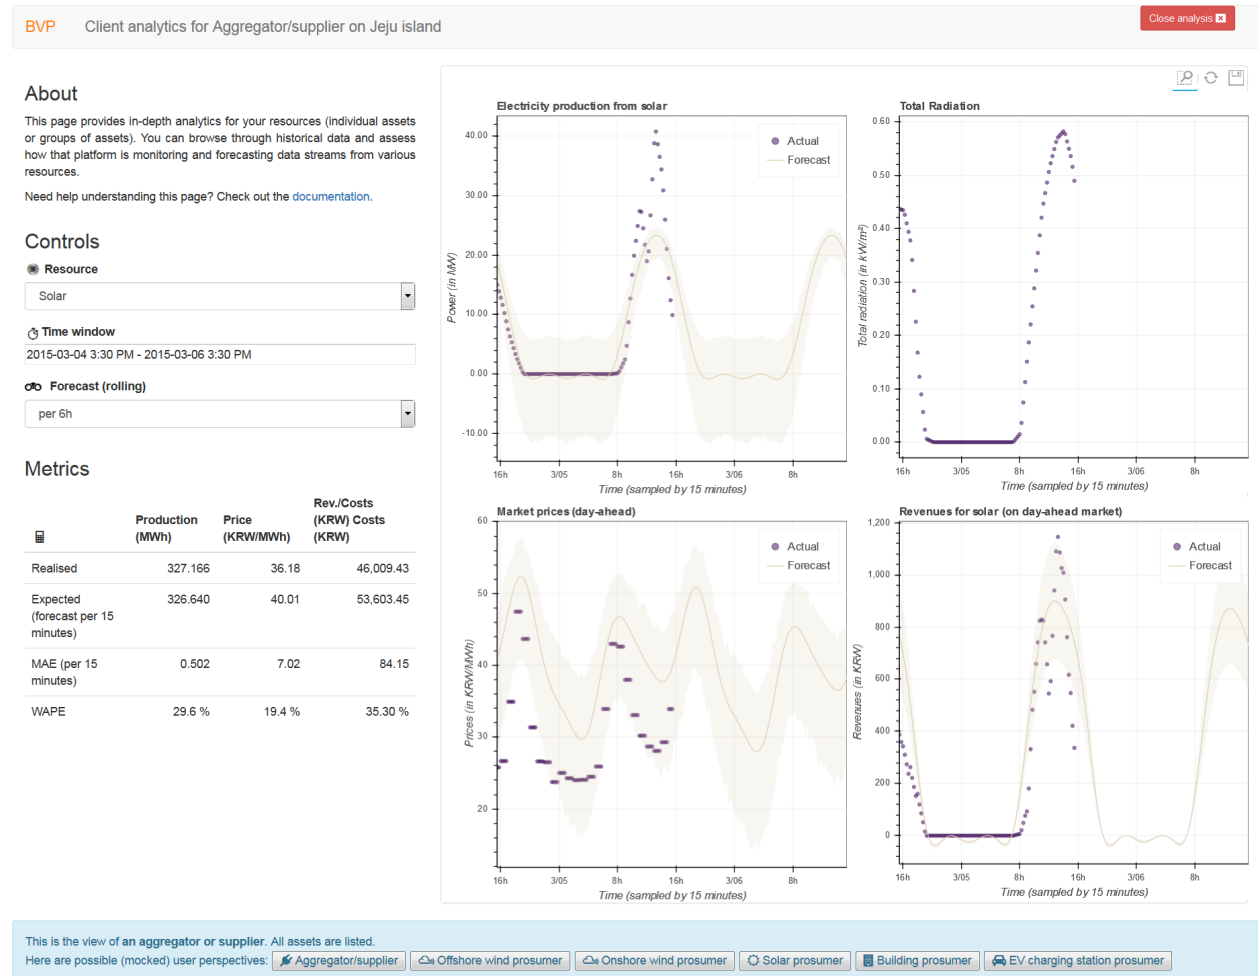 BVP Client analytics for Aggregator/supplier on Jeju island
Close analysis
About
This page provides in-depth analytics for your resources (individual assets
or groups of assets). You can browse through historical data and assess
how that platform is monitoring and forecasting data streams from various
resources.
Need help understanding this page? Check out the documentation.
Controls
Resource
Solar
Time window
2015-03-04 3:30 PM - 2015-03-06 3:30 PM
Forecast (rolling)
per 6h
Metrics
Production (MWh) Price (KRW/MWh) Rev./Costs (KRW) Costs (KRW)
Realised 327.166 36.18 46,009.43
Expected (forecast per 15 minutes) 326.640 40.01 53,603.45
MAE (per 15 minutes) 0.502 7.02 84.15
WAPE 29.6 % 19.4 % 35.30 %
Electricity production from solar
Actual
Forecast
Power (in MW)
40.00
30.00
20.00
10.00
0.00
-10.00
16h 3/05 8h 16h 3/06 8h
Time (sampled by 15 minutes)
Total Radiation
Total radiation (in kW/m²)
0.60
0.50
0.40
0.30
0.20
0.10
0.00
16h 3/05 8h 16h 3/06 8h
Time (sampled by 15 minutes)
Market prices (day-ahead)
Actual
Forecast
Prices (in KRW/MWh)
60
50
40
30
20
16h 3/05 8h 16h 3/06 8h
Time (sampled by 15 minutes)
Revenues for solar (on day-ahead market)
Actual
Forecast
Revenues (in KRW)
1,200
1,000
800
600
400
200
0
16h 3/05 8h 16h 3/06 8h
Time (sampled by 15 minutes)
This is the view of an aggregator or supplier. All assets are listed.
Here are possible (mocked) user perspectives: Aggregator/supplier Offshore wind prosumer Onshore wind prosumer Solar prosumer Building prosumer EV charging station prosumer